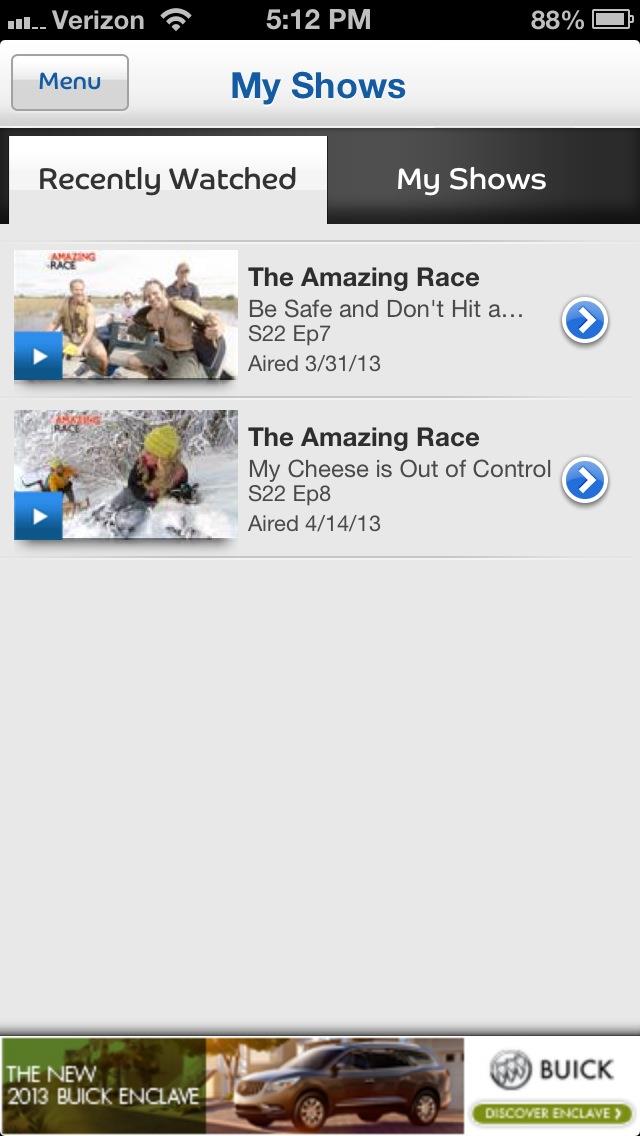 Verizon 5:12 PM 88%
Menu
My Shows
Recently Watched
My Shows
AMAZING
RACE
The Amazing Race
Be Safe and Don't Hit a...
S22 Ep7
Aired 3/31/13
AMAZING
RACE
The Amazing Race
My Cheese is Out of Control
S22 Ep8
Aired 4/14/13
THE NEW
2013 BUICK ENCLAVE
BUICK
DISCOVER ENCLAVE